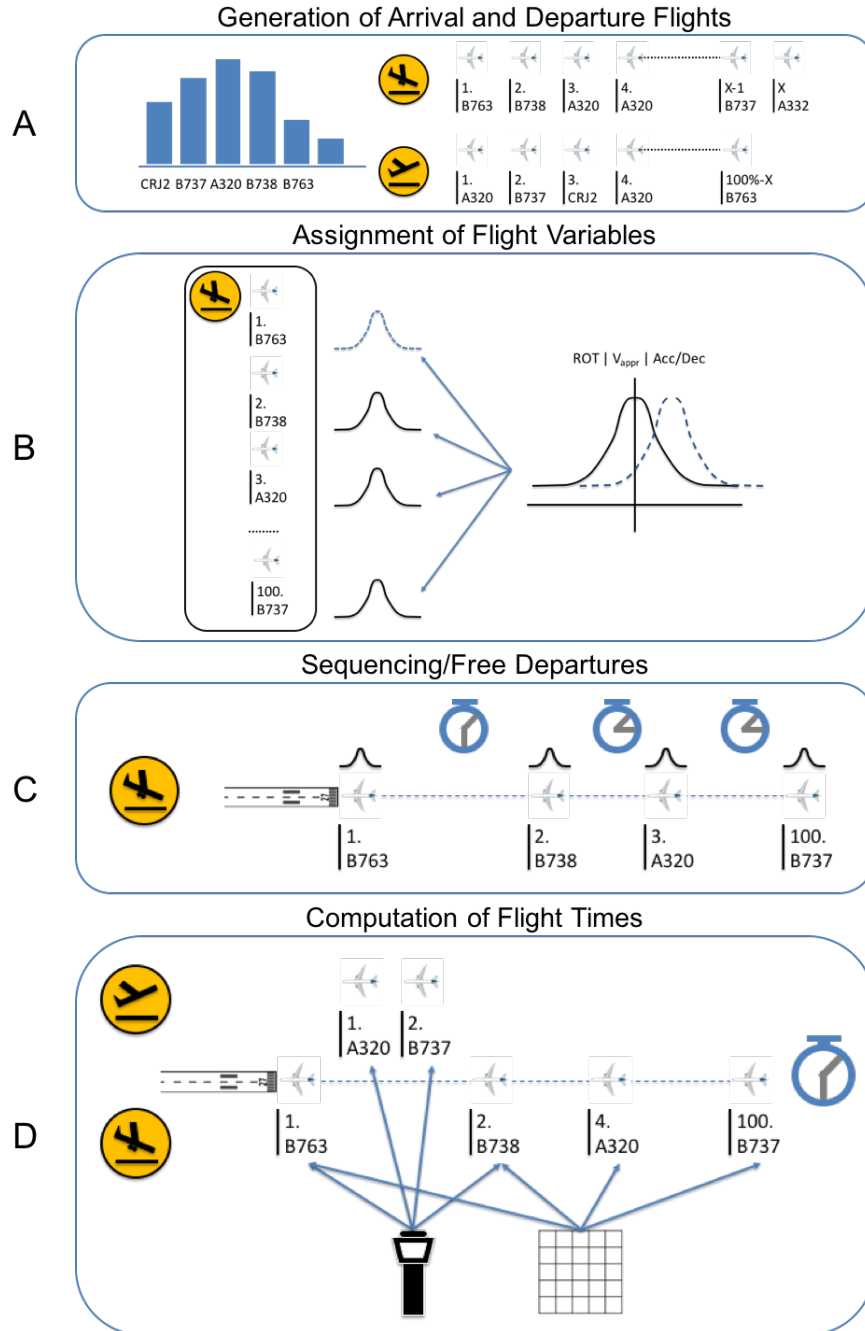 Generation of Arrival and Departure Flights
A
1. 2. 3. 4. X-1 X
B763 B738 A320 A320 B737 A332
CRJ2 B737 A320 B738 B763
1. 2. 3. 4. 100%-X
A320 B737 CRJ2 A320 B763
Assignment of Flight Variables
B
1.
B763
ROT | Vappr | Acc/Dec
2.
B738
3.
A320
.........
100.
B737
Sequencing/Free Departures
C
27
1. 2. 3. 100.
B763 B738 A320 B737
Computation of Flight Times
D
1. 2.
A320 B737
27
1. 2. 4. 100.
B763 B738 A320 B737